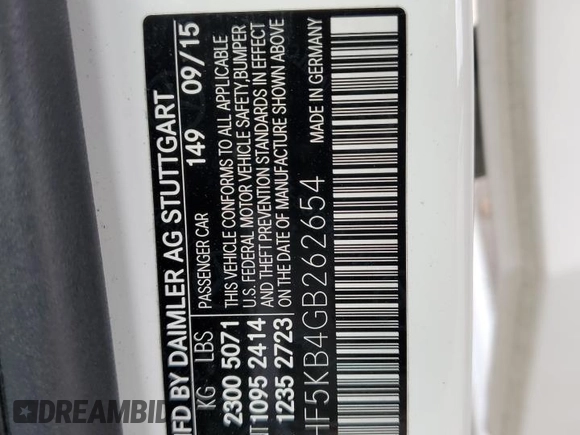 MFD BY DAIMLER AG STUTTGART
149 09/15
KG LBS PASSENGER CAR
2300 5071 THIS VEHICLE CONFORMS TO ALL APPLICABLE
U.S. FEDERAL MOTOR VEHICLE SAFETY,BUMPER
1095 2414 AND THEFT PREVENTION STANDARDS IN EFFECT
1235 2723 ON THE DATE OF MANUFACTURE SHOWN ABOVE
HF5KB4GB262654 MADE IN GERMANY
DREAMBID